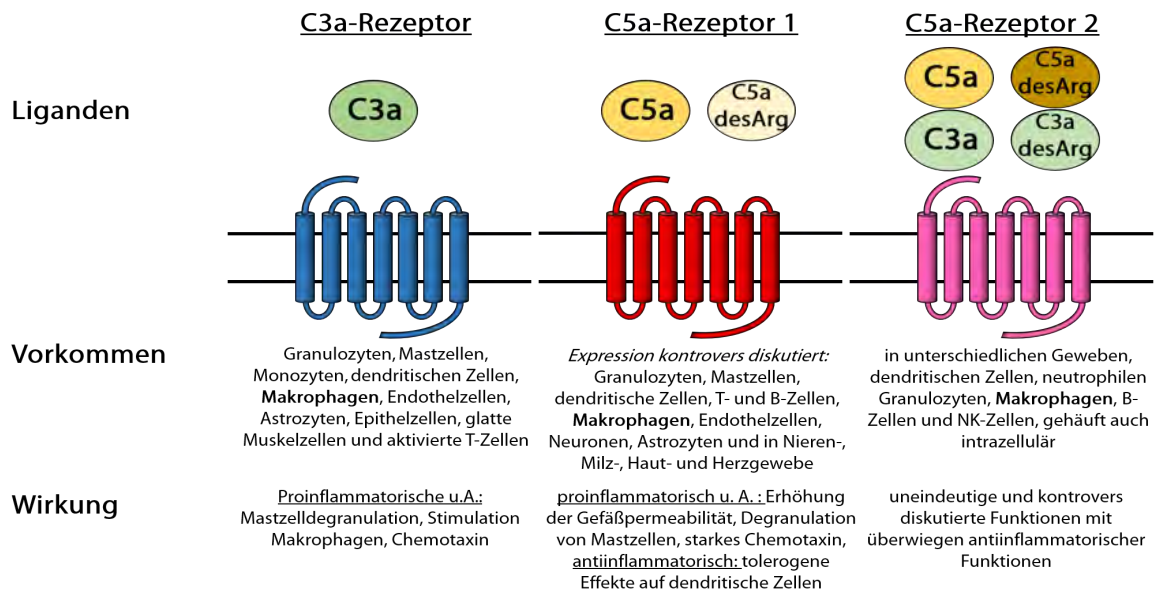 C3a-Rezeptor
C5a-Rezeptor 1
C5a-Rezeptor 2
Liganden
C3a
C5a
C5a
desArg
C5a
C5a
desArg
C3a
C3a
desArg
Vorkommen
Granulozyten, Mastzellen,
Monozyten, dendritischen Zellen,
Makrophagen, Endothelzellen,
Astrozyten, Epithelzellen, glatte
Muskelzellen und aktivierte T-Zellen
Expression kontrovers diskutiert:
Granulozyten, Mastzellen,
dendritische Zellen, T- und B-Zellen,
Makrophagen, Endothelzellen,
Neuronen, Astrozyten und in Nieren-,
Milz-, Haut- und Herzgewebe
in unterschiedlichen Geweben,
dendritischen Zellen, neutrophilen
Granulozyten, Makrophagen, B-
Zellen und NK-Zellen, gehäuft auch
intrazellulär
Wirkung
Proinflammatorische u.A.:
Mastzelldegranulation, Stimulation
Makrophagen, Chemotaxin
proinflammatorisch u. A. : Erhöhung
der Gefäßpermeabilität, Degranulation
von Mastzellen, starkes Chemotaxin,
antiinflammatorisch: tolerogene
Effekte auf dendritische Zellen
uneindeutige und kontrovers
diskutierte Funktionen mit
überwiegen antiinflammatorischer
Funktionen